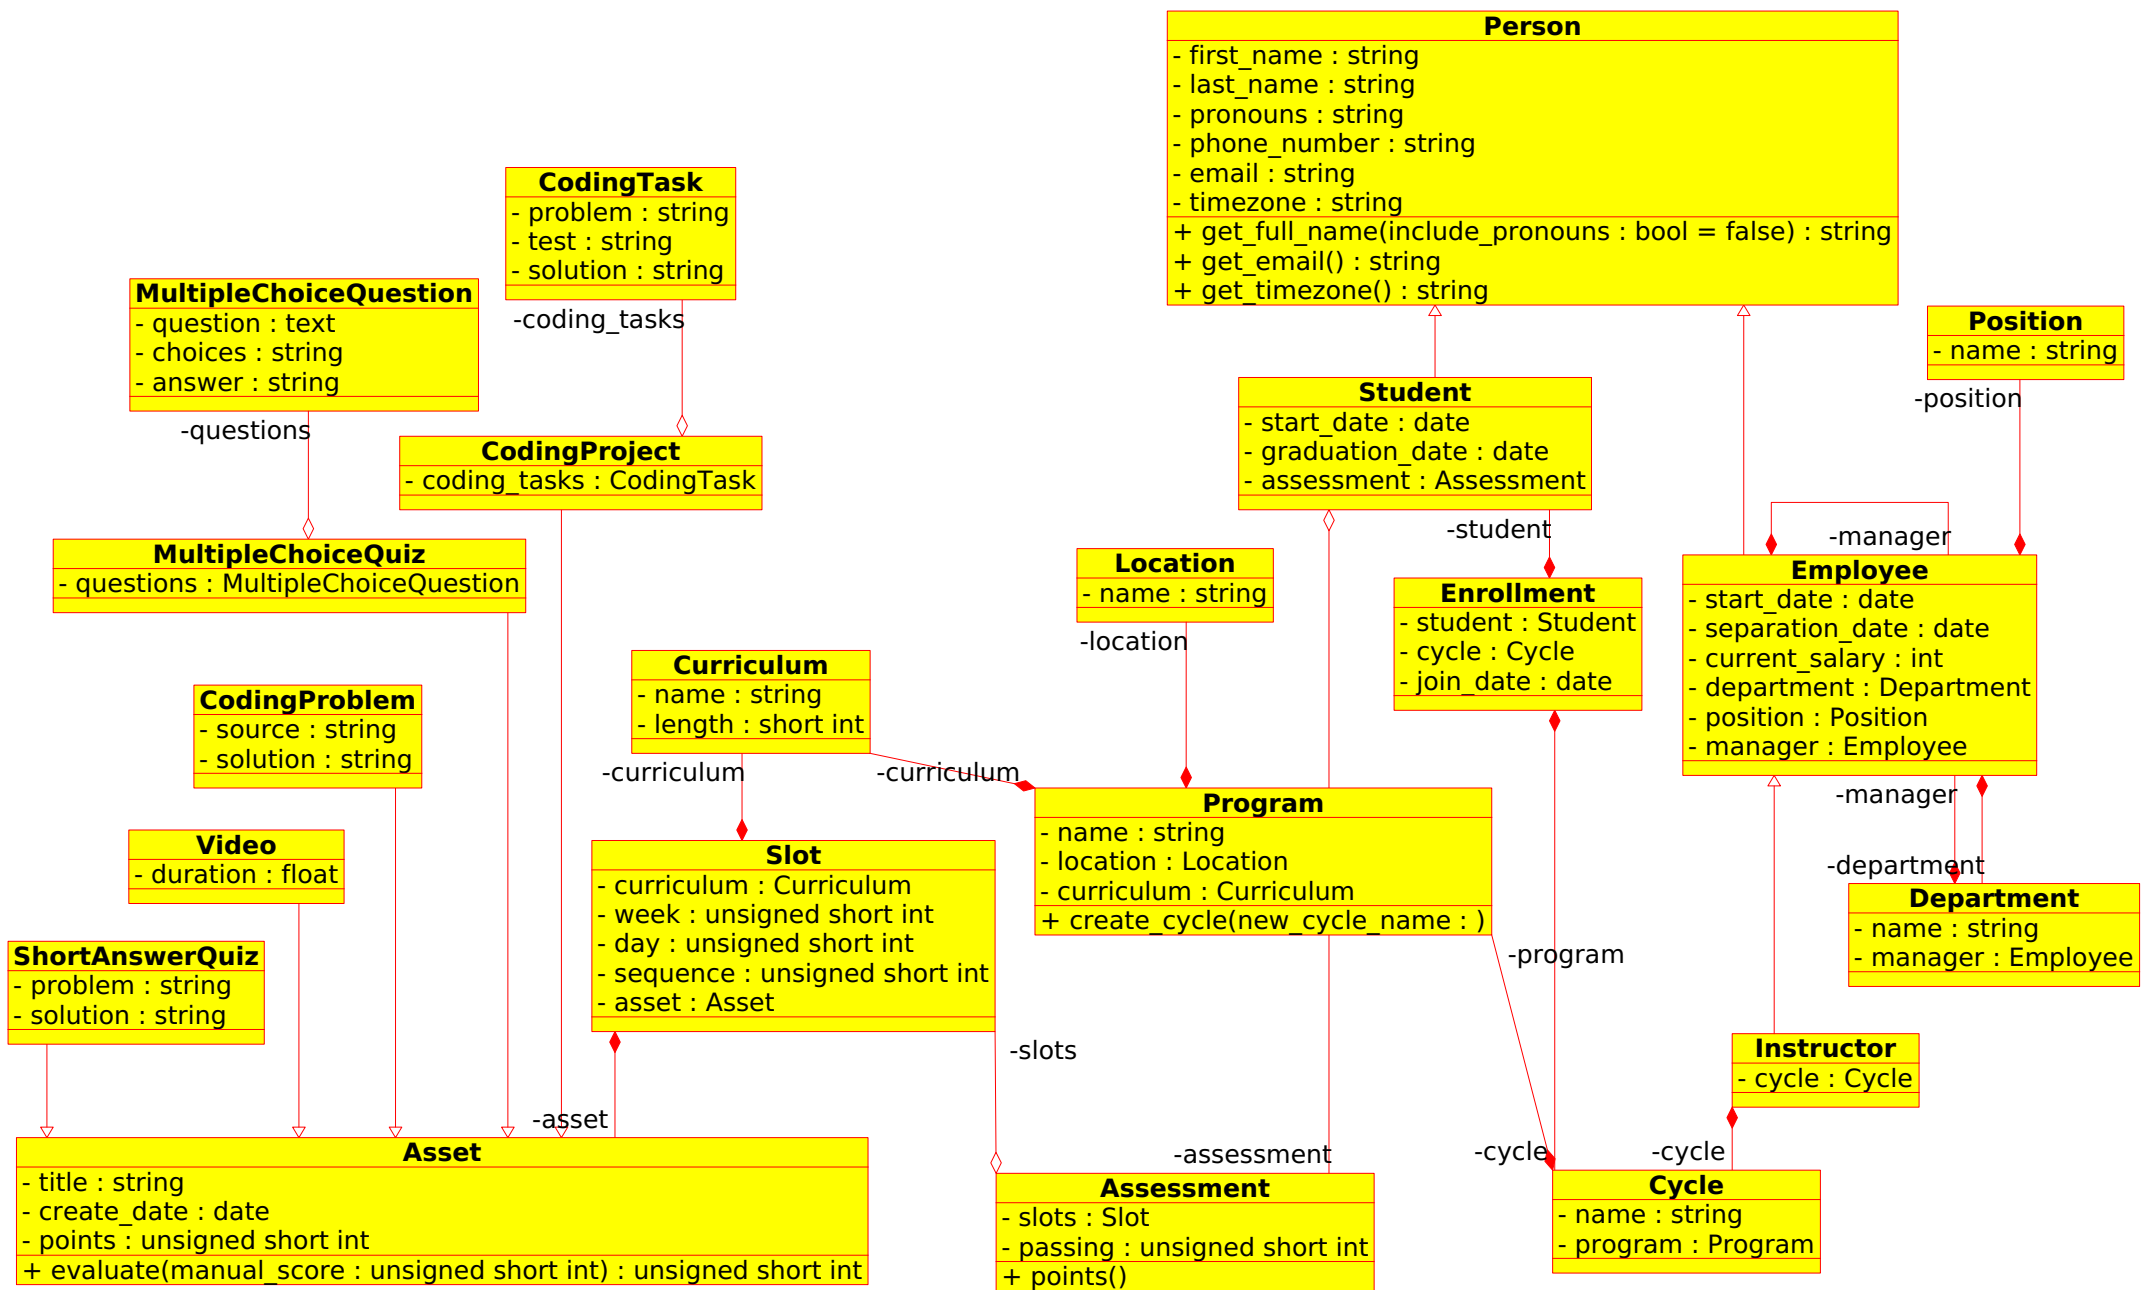 Person
- first_name : string
- last_name : string
- pronouns : string
- phone_number : string
- email : string
- timezone : string
+ get_full_name(include_pronouns : bool = false) : string
+ get_email() : string
+ get_timezone() : string
CodingTask
- problem : string
- test : string
- solution : string
-coding_tasks
MultipleChoiceQuestion
- question : text
- choices : string
- answer : string
-questions
Position
- name : string
-position
Student
- start_date : date
- graduation_date : date
- assessment : Assessment
-student
CodingProject
- coding_tasks : CodingTask
MultipleChoiceQuiz
- questions : MultipleChoiceQuestion
Location
- name : string
-location
Enrollment
- student : Student
- cycle : Cycle
- join_date : date
-manager
Employee
- start_date : date
- separation_date : date
- current_salary : int
- department : Department
- position : Position
- manager : Employee
-manager
Curriculum
- name : string
- length : short int
-curriculum
-curriculum
CodingProblem
- source : string
- solution : string
Program
- name : string
- location : Location
- curriculum : Curriculum
+ create_cycle(new_cycle_name : )
-program
Video
- duration : float
Slot
- curriculum : Curriculum
- week : unsigned short int
- day : unsigned short int
- sequence : unsigned short int
- asset : Asset
-slots
-department
Department
- name : string
- manager : Employee
ShortAnswerQuiz
- problem : string
- solution : string
Instructor
- cycle : Cycle
-asset
-assessment
-cycle
-cycle
Asset
- title : string
- create_date : date
- points : unsigned short int
+ evaluate(manual_score : unsigned short int) : unsigned short int
Assessment
- slots : Slot
- passing : unsigned short int
+ points()
Cycle
- name : string
- program : Program